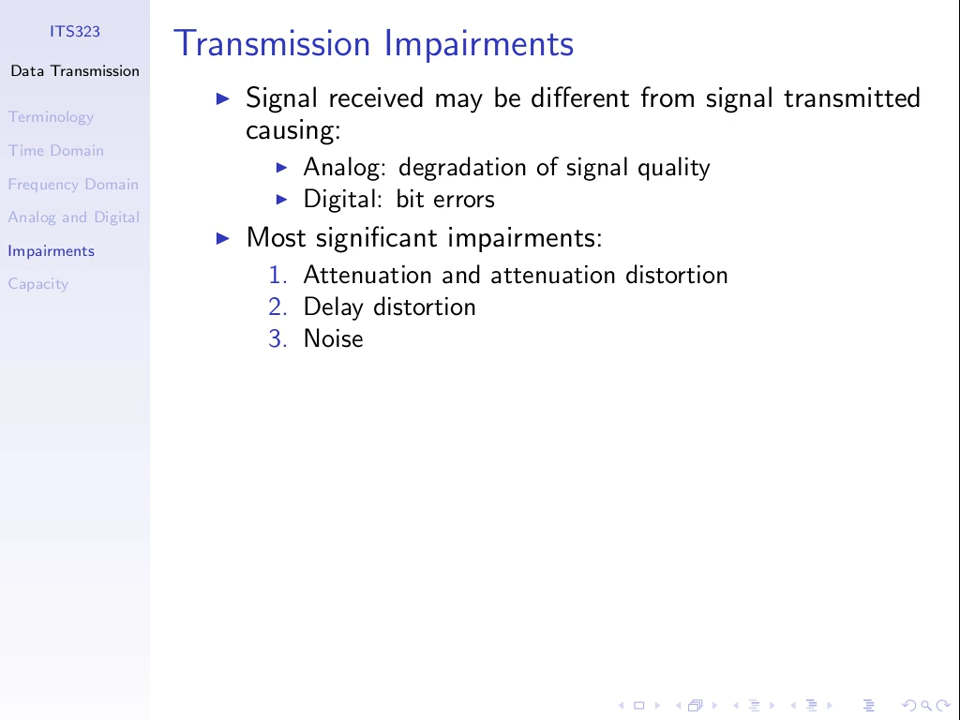 ITS323
Data Transmission
Terminology
Time Domain
Frequency Domain
Analog and Digital
Impairments
Capacity
Transmission Impairments
Signal received may be different from signal transmitted
causing:
Analog: degradation of signal quality
Digital: bit errors
Most significant impairments:
1. Attenuation and attenuation distortion
2. Delay distortion
3. Noise